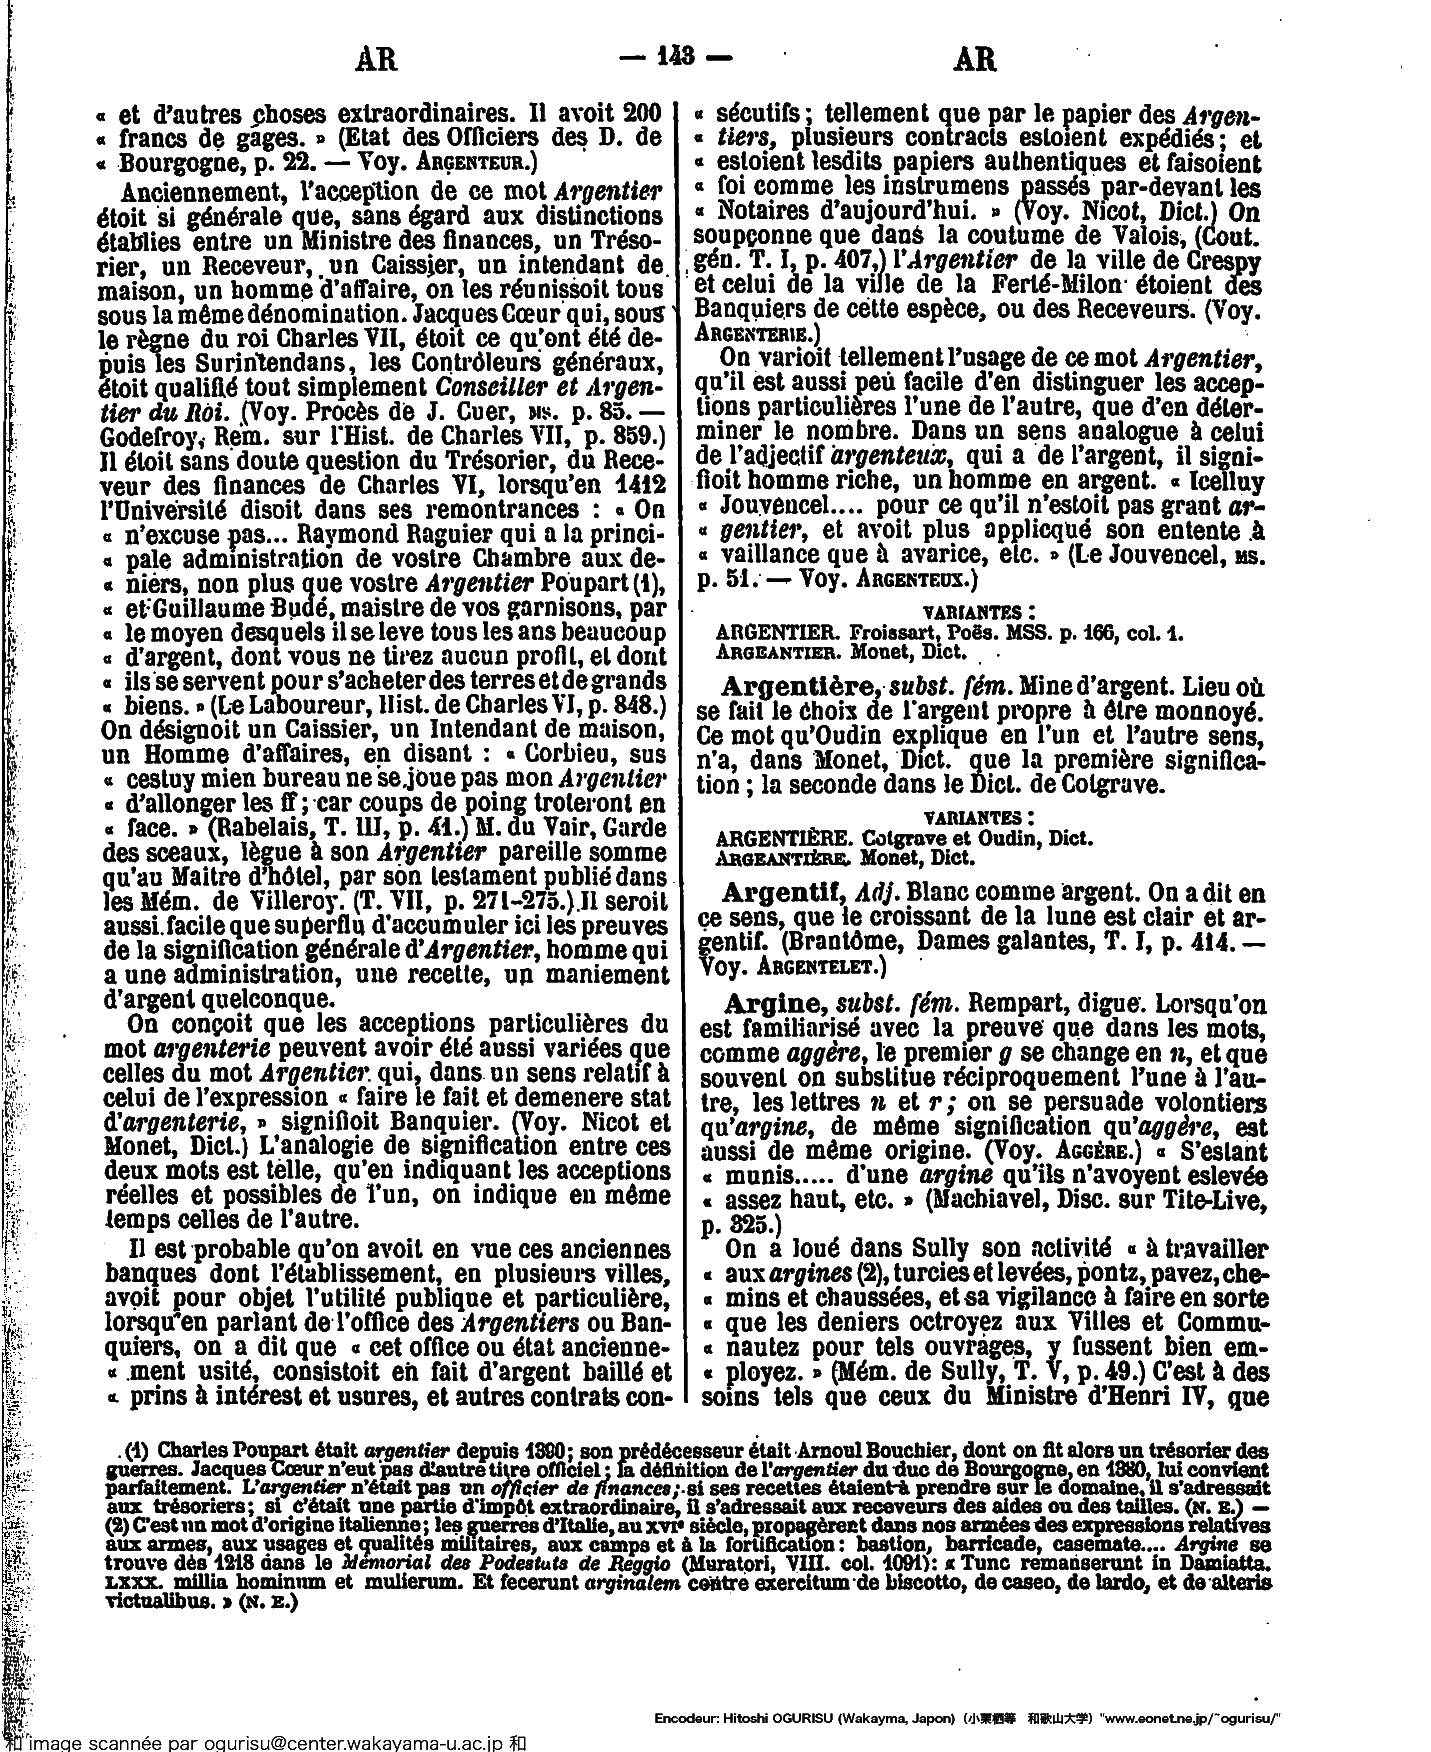 AR
— 143 —
AR
« et d'autres choses extraordinaires. Il avoit 200
« francs de gages. » (Etat des Officiers des D. de
« Bourgogne, p. 22. — Voy. ARGENTEUR.)
Anciennement, l'acception de ce mot Argentier
étoit si générale que, sans égard aux distinctions
établies entre un Ministre des finances, un Tréso-
rier, un Receveur, un Caissier, un intendant de
maison, un homme d'affaire, on les réunissoit tous
sous la même dénomination. Jacques Cœur qui, sous
le règne du roi Charles VII, étoit ce qu'ont été de-
puis les Surintendans, les Contrôleurs généraux,
étoit qualifié tout simplement Conseiller et Argen-
tier du Roi. (Voy. Procès de J. Cuer, MS. p. 85. —
Godefroy, Rem. sur l'Hist. de Charles VII, p. 859.)
Il étoit sans doute question du Trésorier, du Rece-
veur des finances de Charles VI, lorsqu'en 1412
l'Université disoit dans ses remontrances : « On
« n'excuse pas... Raymond Raguier qui a la princi-
« pale administration de vostre Chambre aux de-
« niers, non plus que vostre Argentier Poupart (1),
« et Guillaume Budé, maistre de vos garnisons, par
« le moyen desquels il se leve tous les ans beaucoup
« d'argent, dont vous ne tirez aucun profit, et dont
« ils se servent pour s'acheter des terres et de grands
« biens. » (Le Laboureur, Hist. de Charles VI, p. 848.)
On désignoit un Caissier, un Intendant de maison,
un Homme d'affaires, en disant : « Corbieu, sus
« cestuy mien bureau ne se joue pas mon Argentier
« d'allonger les ff ; car coups de poing troteront en
« face. » (Rabelais, T. III, p. 41.) M. du Vair, Garde
des sceaux, lègue à son Argentier pareille somme
qu'au Maitre d'hôtel, par son testament publié dans
les Mém. de Villeroy. (T. VII, p. 271-275.) Il seroit
aussi facile que superflu d'accumuler ici les preuves
de la signification générale d'Argentier, homme qui
a une administration, une recette, un maniement
d'argent quelconque.
On conçoit que les acceptions particulières du
mot argenterie peuvent avoir été aussi variées que
celles du mot Argentier qui, dans un sens relatif à
celui de l'expression « faire le fait et demenere stat
d'argenterie, » signifioit Banquier. (Voy. Nicot et
Monet, Dict.) L'analogie de signification entre ces
deux mots est telle, qu'en indiquant les acceptions
réelles et possibles de l'un, on indique en même
temps celles de l'autre.
Il est probable qu'on avoit en vue ces anciennes
banques dont l'établissement, en plusieurs villes,
avoit pour objet l'utilité publique et particulière,
lorsqu'en parlant de l'office des Argentiers ou Ban-
quiers, on a dit que « cet office ou état ancienne-
« ment usité, consistoit en fait d'argent baillé et
« prins à intérest et usures, et autres contrats con-
« sécutifs ; tellement que par le papier des Argen-
« tiers, plusieurs contracts estoient expédiés ; et
« estoient lesdits papiers authentiques et faisoient
« foi comme les instrumens passés par-devant les
« Notaires d'aujourd'hui. » (Voy. Nicot, Dict.) On
soupçonne que dans la coutume de Valois, (Cout.
gén. T. I, p. 407,) l'Argentier de la ville de Crespy
et celui de la ville de la Ferté-Milon étoient des
Banquiers de cette espèce, ou des Receveurs. (Voy.
ARGENTERIE.)
On varioit tellement l'usage de ce mot Argentier,
qu'il est aussi peu facile d'en distinguer les accep-
tions particulières l'une de l'autre, que d'en déter-
miner le nombre. Dans un sens analogue à celui
de l'adjectif argenteux, qui a de l'argent, il signi-
fioit homme riche, un homme en argent. « Icelluy
« Jouvencel.... pour ce qu'il n'estoit pas grant ar-
« gentier, et avoit plus applicqué son entente à
« vaillance que à avarice, etc. » (Le Jouvencel, MS.
p. 51. — Voy. ARGENTEUX.)
VARIANTES :
ARGENTIER. Froissart, Poës. MSS. p. 166, col. 1.
ARGEANTIER. Monet, Dict.
Argentière, subst. fém. Mine d'argent. Lieu où
se fait le choix de l'argent propre à être monnoyé.
Ce mot qu'Oudin explique en l'un et l'autre sens,
n'a, dans Monet, Dict. que la première significa-
tion ; la seconde dans le Dict. de Cotgrave.
VARIANTES :
ARGENTIÈRE. Cotgrave et Oudin, Dict.
ARGEANTIÈRE. Monet, Dict.
Argentif, Adj. Blanc comme argent. On a dit en
ce sens, que le croissant de la lune est clair et ar-
gentif. (Brantôme, Dames galantes, T. I, p. 414. —
Voy. ARGENTELET.)
Argine, subst. fém. Rempart, digue. Lorsqu'on
est familiarisé avec la preuve que dans les mots,
comme aggère, le premier g se change en n, et que
souvent on substitue réciproquement l'une à l'au-
tre, les lettres n et r ; on se persuade volontiers
qu'argine, de même signification qu'aggère, est
aussi de même origine. (Voy. AGGÈRE.) « S'estant
« munis..... d'une argine qu'ils n'avoyent eslevée
« assez haut, etc. » (Machiavel, Disc. sur Tite-Live,
p. 325.)
On a loué dans Sully son activité « à travailler
« aux argines (2), turcies et levées, pontz, pavez, che-
« mins et chaussées, et sa vigilance à faire en sorte
« que les deniers octroyez aux Villes et Commu-
« nautez pour tels ouvrages, y fussent bien em-
« ployez. » (Mém. de Sully, T. V, p. 49.) C'est à des
soins tels que ceux du Ministre d'Henri IV, que
(1) Charles Poupart était argentier depuis 1390 ; son prédécesseur était Arnoul Bouchier, dont on fit alors un trésorier des
guerres. Jacques Cœur n'eut pas d'autre titre officiel ; la définition de l'argentier du duc de Bourgogne, en 1380, lui convient
parfaitement. L'argentier n'était pas un officier de finances ; si ses recettes étaient à prendre sur le domaine, il s'adressait
aux trésoriers ; si c'était une partie d'impôt extraordinaire, il s'adressait aux receveurs des aides ou des tailles. (N. E.) —
(2) C'est un mot d'origine italienne ; les guerres d'Italie, au XVIe siècle, propagèrent dans nos armées des expressions relatives
aux armes, aux usages et qualités militaires, aux camps et à la fortification : bastion, barricade, casemate.... Argine se
trouve dès 1218 dans le Mémorial des Podestuts de Reggio (Muratori, VIII. col. 1091) : « Tunc remanserunt in Damiatta.
LXXX. millia hominum et mulierum. Et fecerunt arginalem contre exercitum de biscotto, de caseo, de lardo, et de alteris
victualibus. » (N. E.)
Encodeur: Hitoshi OGURISU (Wakayma, Japon) (小栗栖等 和歌山大学) "www.eonet.ne.jp/~ogurisu/"
和 image scannée par ogurisu@center.wakayama-u.ac.jp 和